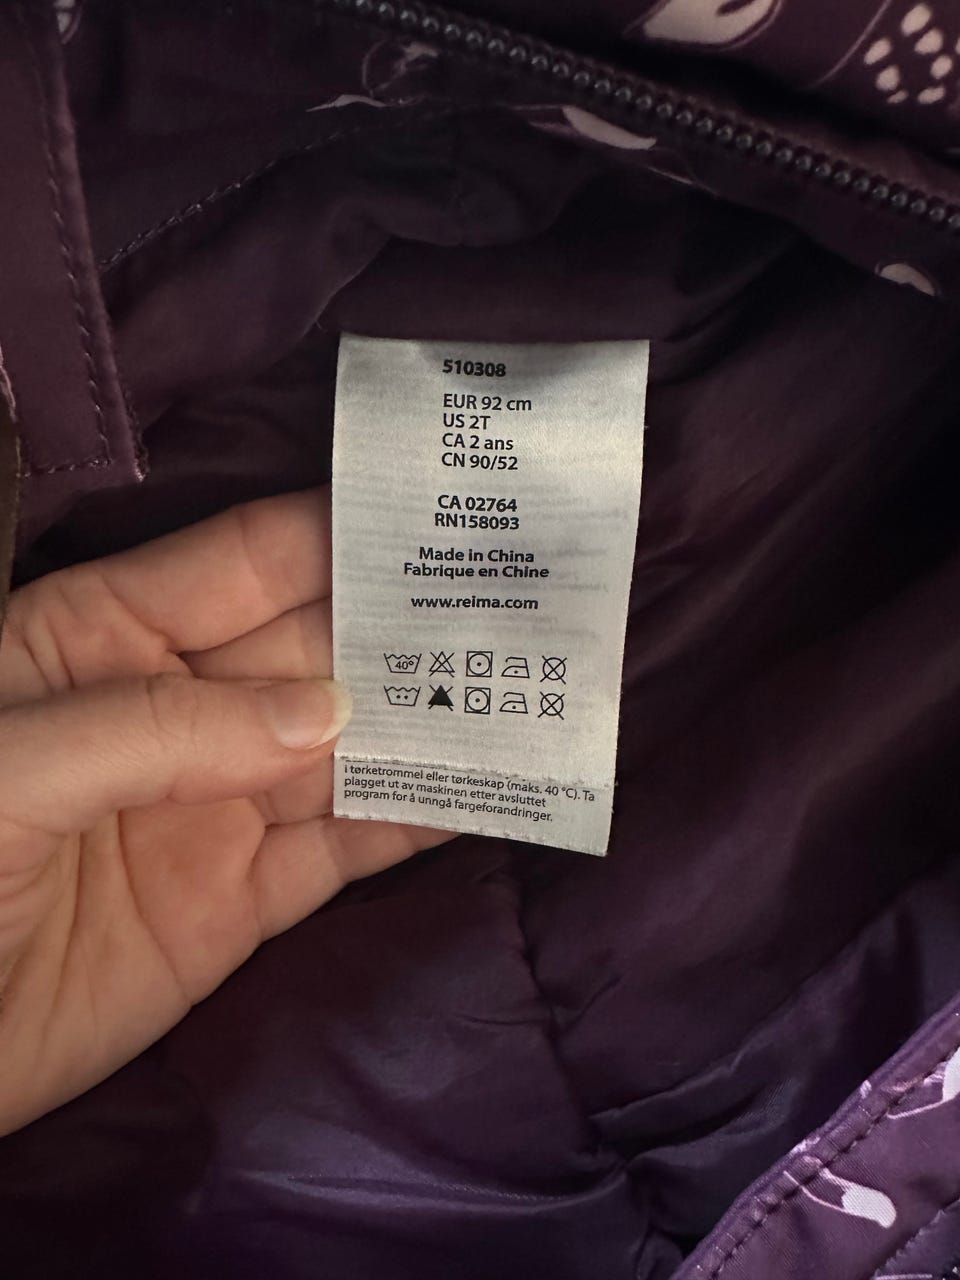 510308
EUR 92 cm
US 2T
CA 2 ans
CN 90/52
CA 02764
RN158093
Made in China
Fabrique en Chine
www.reima.com
40°
i tørketrommel eller tørkeskap (maks. 40 °C). Ta
plagget ut av maskinen etter avsluttet
program for å unngå fargeforandringer.